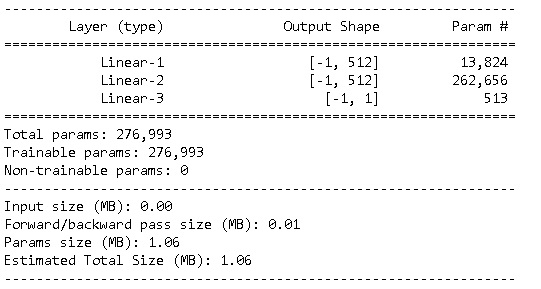 ----------------------------------------------------------------
Layer (type) Output Shape Param #
================================================================
Linear-1 [-1, 512] 13,824
Linear-2 [-1, 512] 262,656
Linear-3 [-1, 1] 513
================================================================
Total params: 276,993
Trainable params: 276,993
Non-trainable params: 0
----------------------------------------------------------------
Input size (MB): 0.00
Forward/backward pass size (MB): 0.01
Params size (MB): 1.06
Estimated Total Size (MB): 1.06
----------------------------------------------------------------